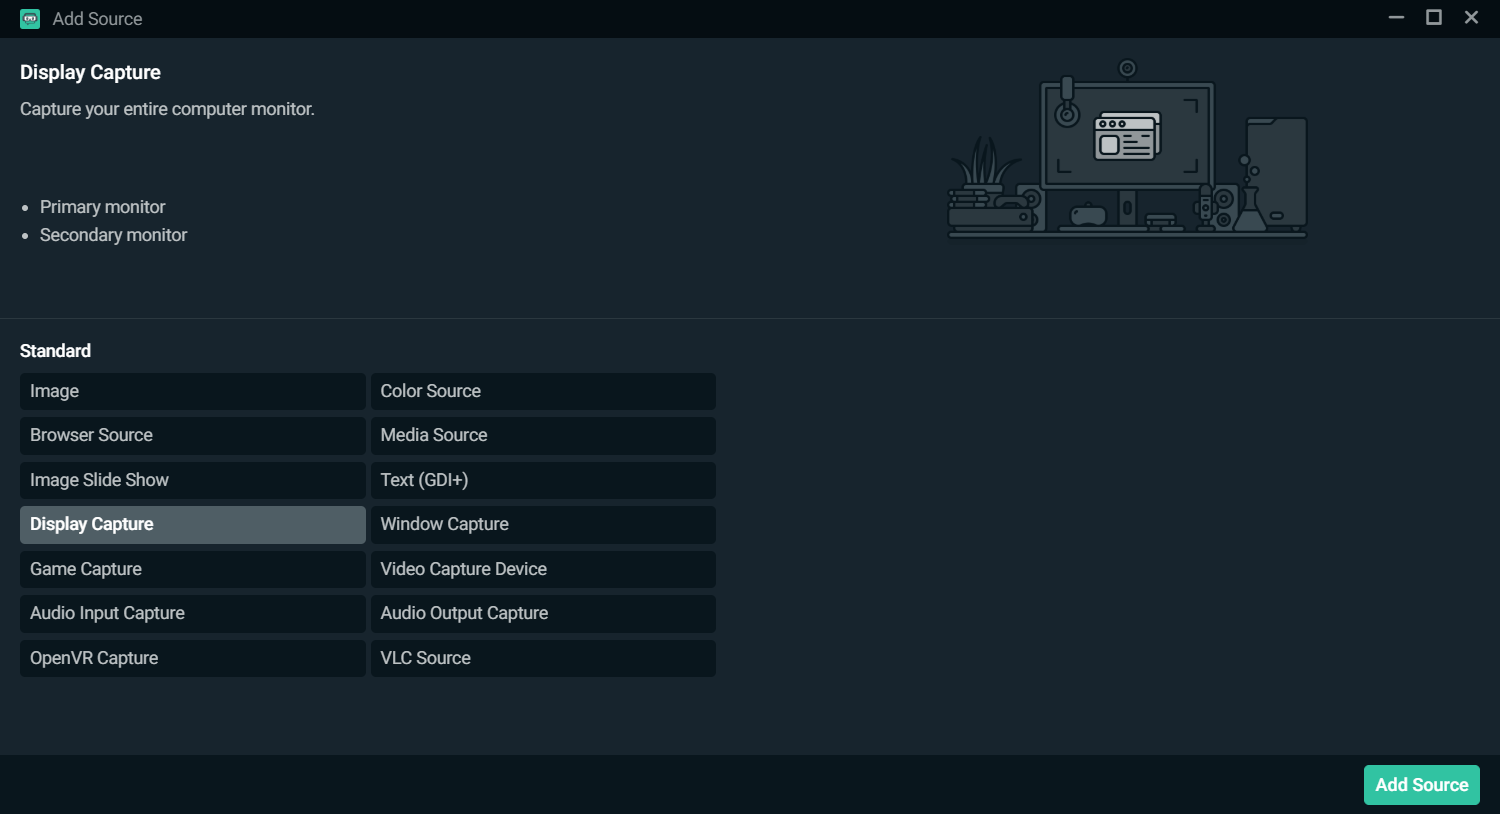 Add Source
Display Capture
Capture your entire computer monitor.
• Primary monitor
• Secondary monitor
Standard
Image
Color Source
Browser Source
Media Source
Image Slide Show
Text (GDI+)
Display Capture
Window Capture
Game Capture
Video Capture Device
Audio Input Capture
Audio Output Capture
OpenVR Capture
VLC Source
Add Source